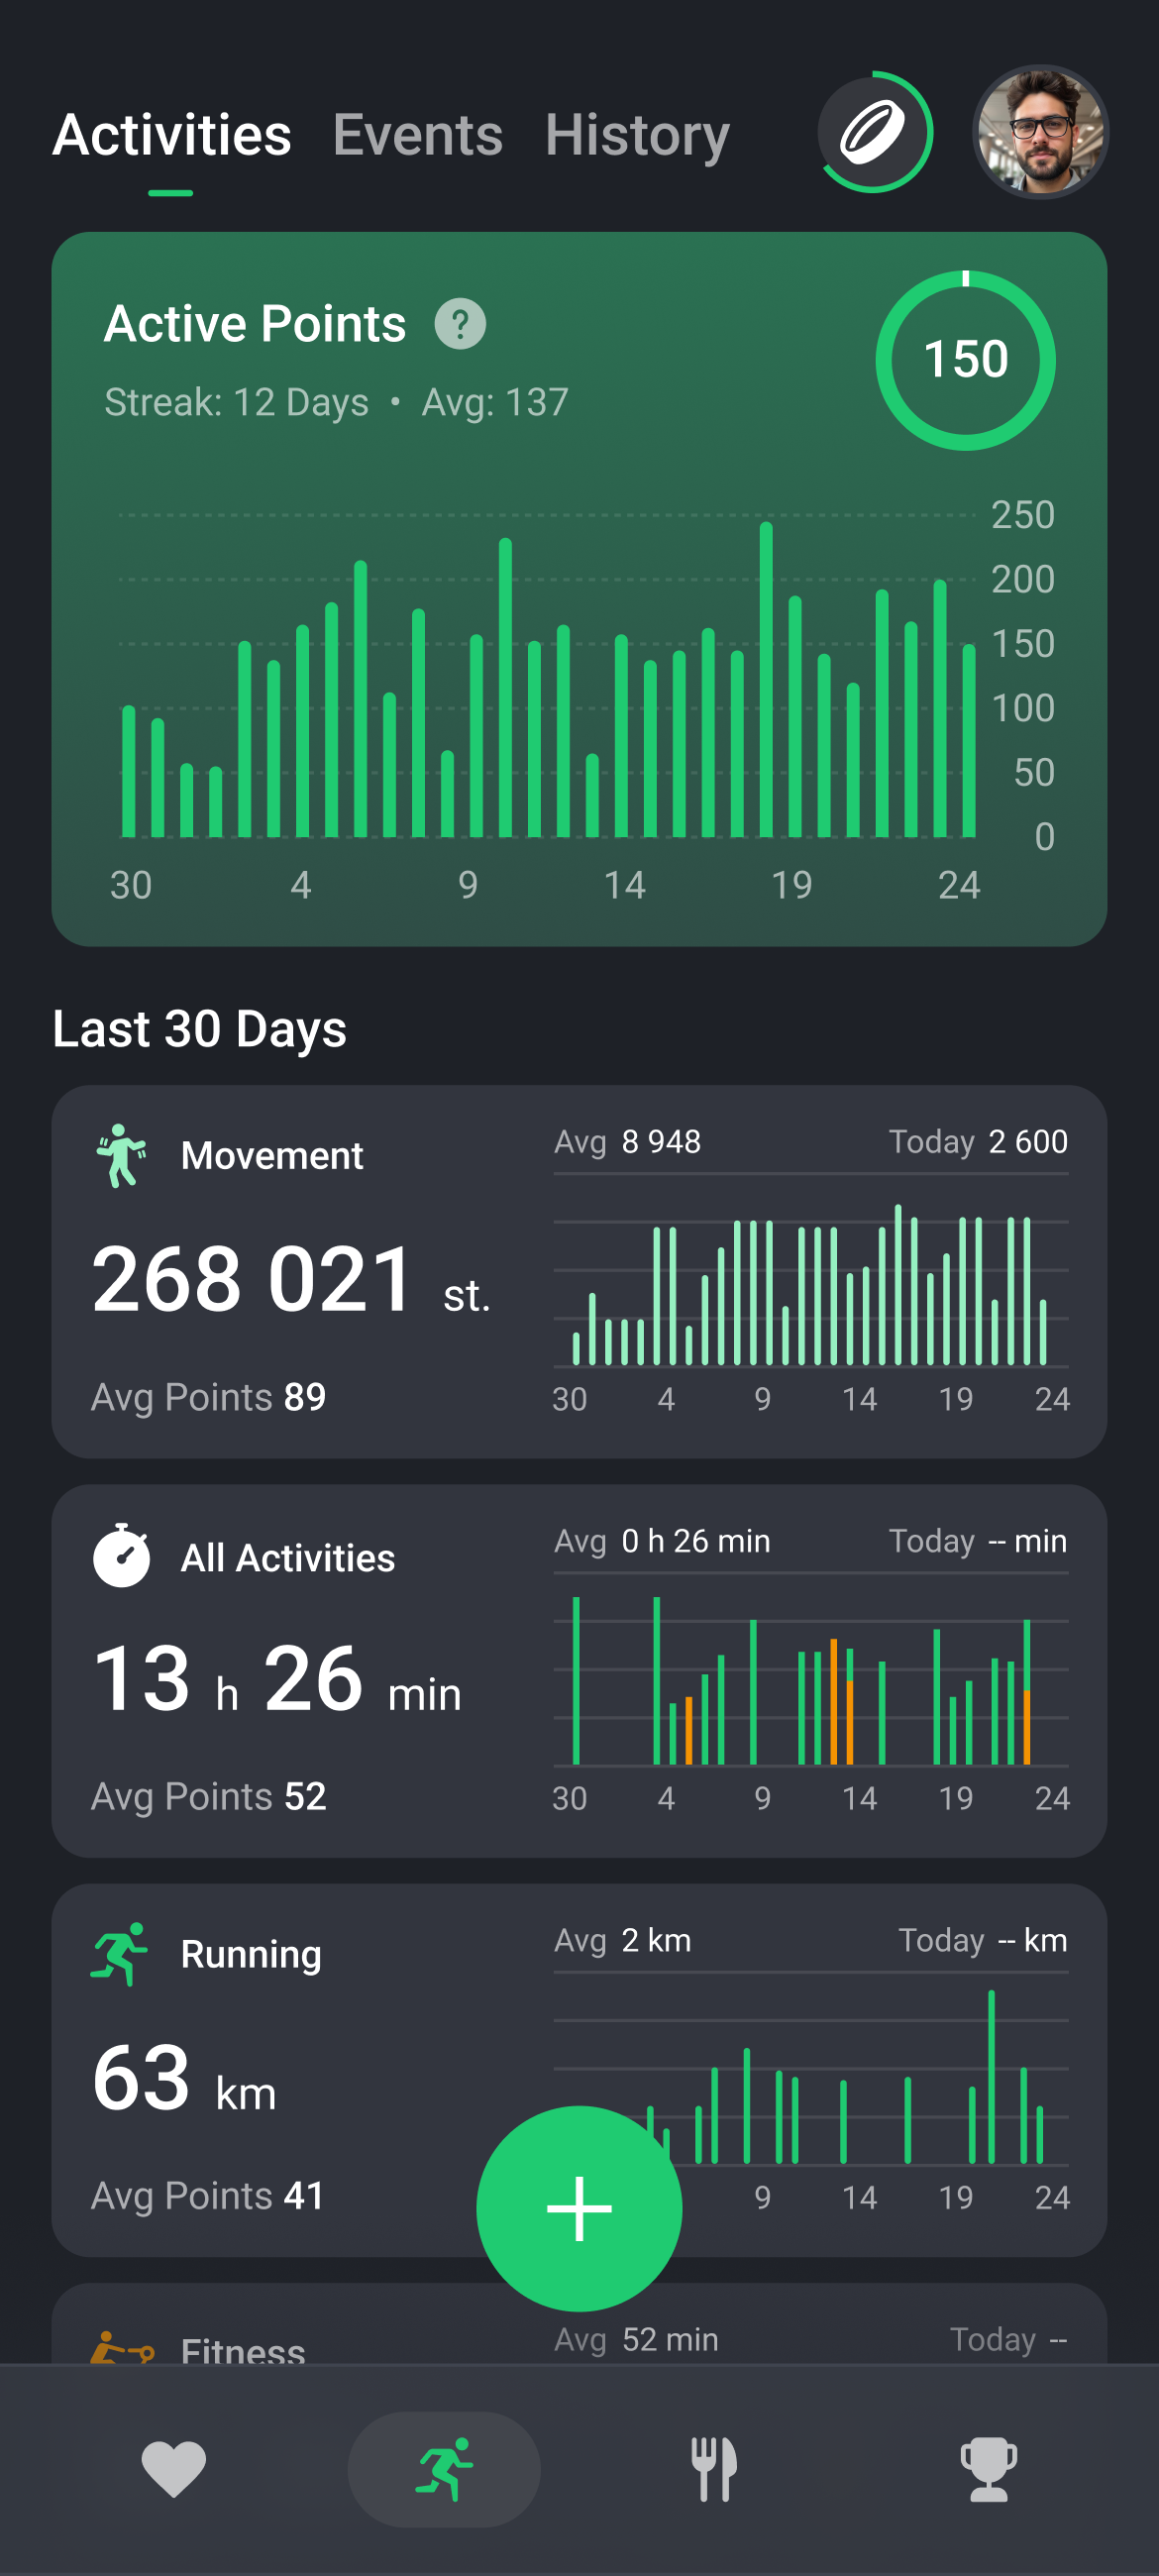 Activities Events History
Active Points ?
Streak: 12 Days • Avg: 137
150
250
200
150
100
50
0
30 4 9 14 19 24
Last 30 Days
Movement
Avg 8 948 Today 2 600
268 021 st.
Avg Points 89
30 4 9 14 19 24
All Activities
Avg 0 h 26 min Today -- min
13 h 26 min
Avg Points 52
30 4 9 14 19 24
Running
Avg 2 km Today -- km
63 km
Avg Points 41
9 14 19 24
Fitness
Avg 52 min Today --